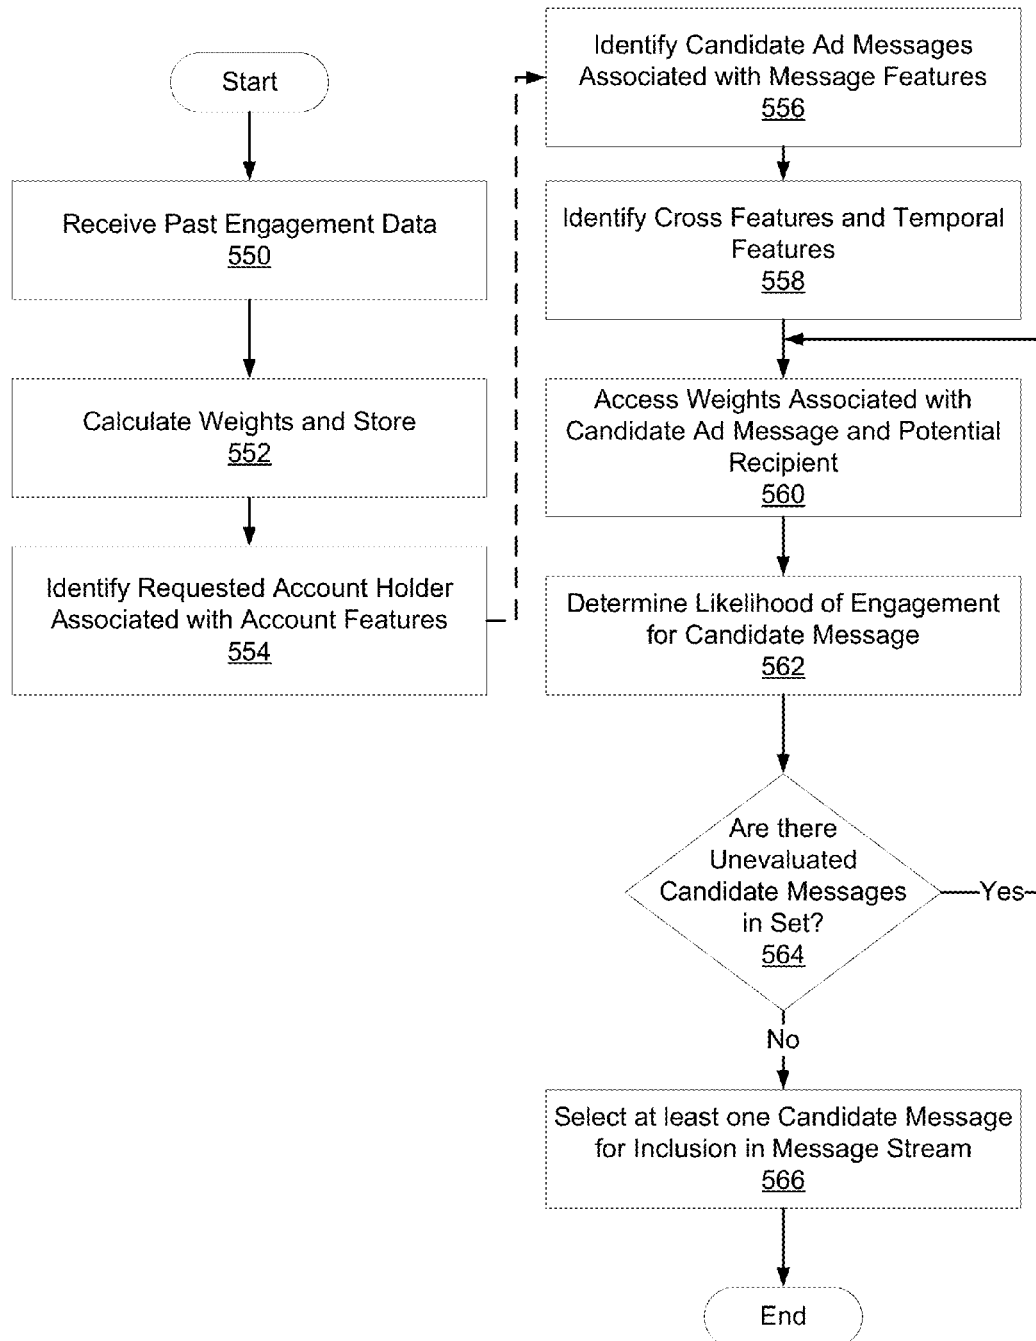 Start
Receive Past Engagement Data
550
Calculate Weights and Store
552
Identify Requested Account Holder
Associated with Account Features
554
Identify Candidate Ad Messages
Associated with Message Features
556
Identify Cross Features and Temporal
Features
558
Access Weights Associated with
Candidate Ad Message and Potential
Recipient
560
Determine Likelihood of Engagement
for Candidate Message
562
Are there
Unevaluated
Candidate Messages
in Set?
564
Yes
No
Select at least one Candidate Message
for Inclusion in Message Stream
566
End